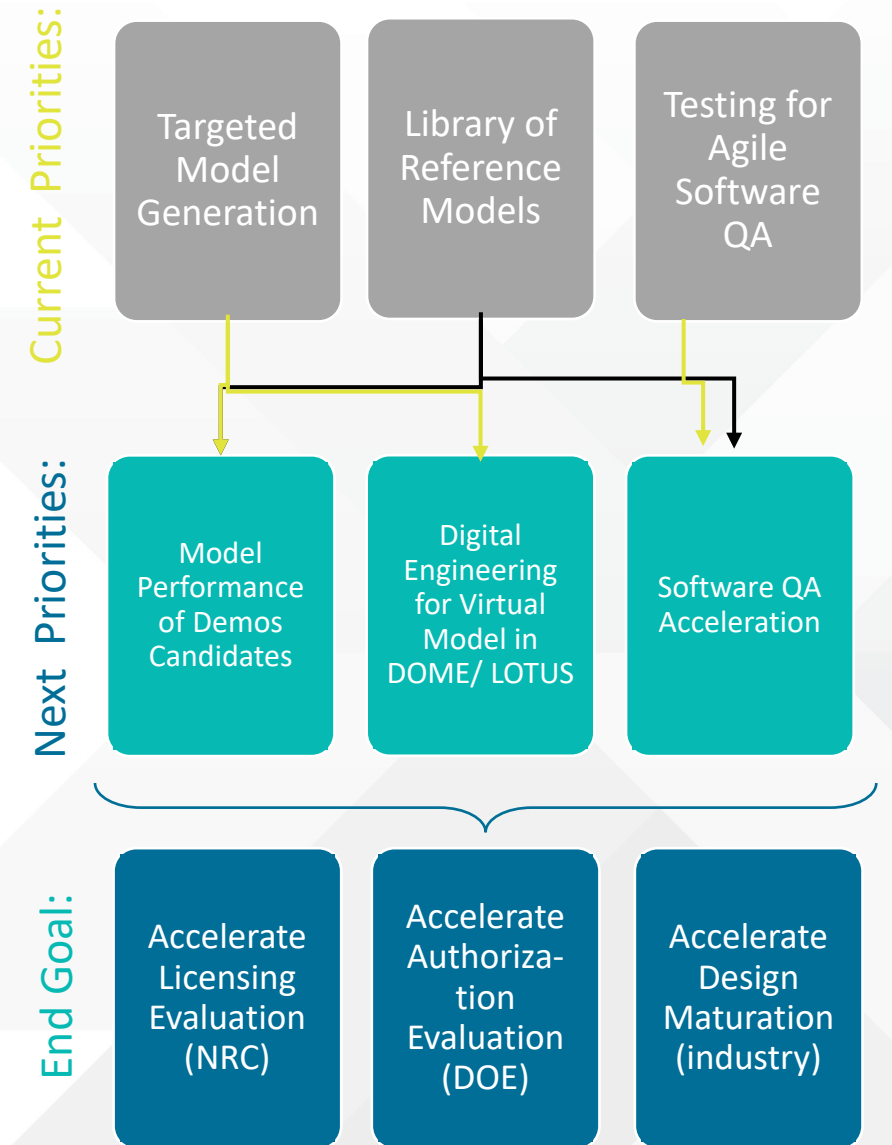 Current Priorities:
Targeted
Model
Generation
Library of
Reference
Models
Testing for
Agile
Software
QA
Next Priorities:
Model
Performance
of Demos
Candidates
Digital
Engineering
for Virtual
Model in
DOME/ LOTUS
Software QA
Acceleration
End Goal:
Accelerate
Licensing
Evaluation
(NRC)
Accelerate
Authoriza-
tion
Evaluation
(DOE)
Accelerate
Design
Maturation
(industry)